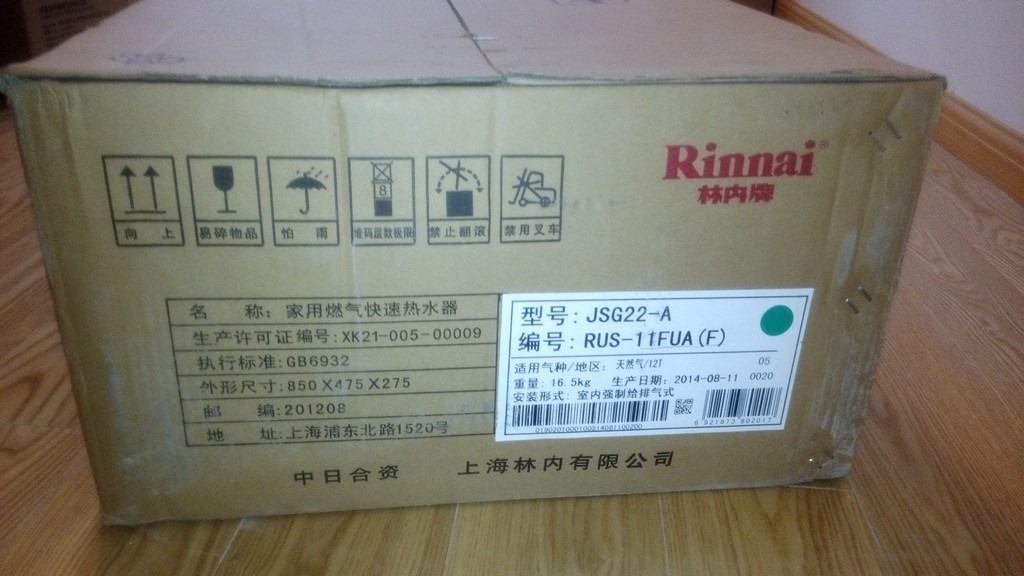 Rinnai®
林内牌
8
向 上
易碎物品
怕 雨
堆码层数极限
禁止翻滚
禁用叉车
名 称：家用燃气快速热水器
生产许可证编号：XK21-005-00009
执行标准：GB6932
外形尺寸：850X475X275
邮 编：201208
地 址：上海浦东北路1520号
型号：JSG22-A
编号：RUS-11FUA(F)
适用气种/地区：天然气/12T 05
重量：16.5kg 生产日期：2014-08-11 0020
安装形式：室内强制给排气式
6 921873 802017
中日合资 上海林内有限公司